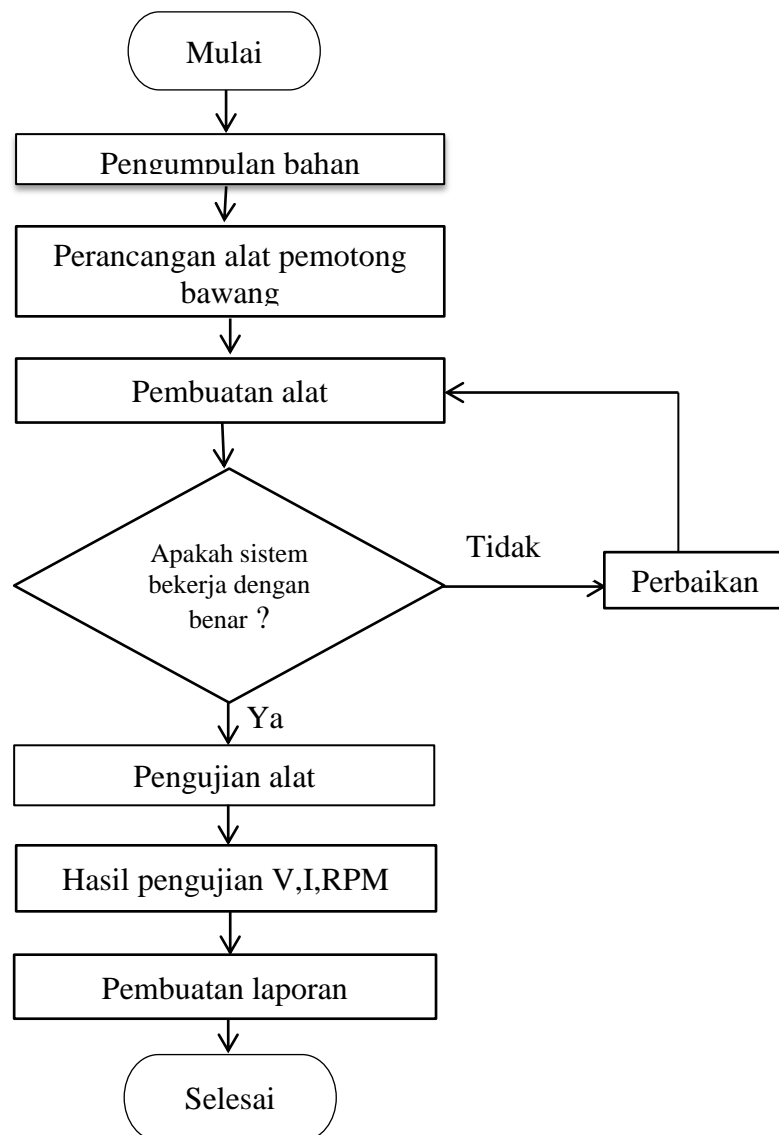 Mulai
Pengumpulan bahan
Perancangan alat pemotong
bawang
Pembuatan alat
Apakah sistem
bekerja dengan
benar ?
Tidak
Perbaikan
Ya
Pengujian alat
Hasil pengujian V,I,RPM
Pembuatan laporan
Selesai